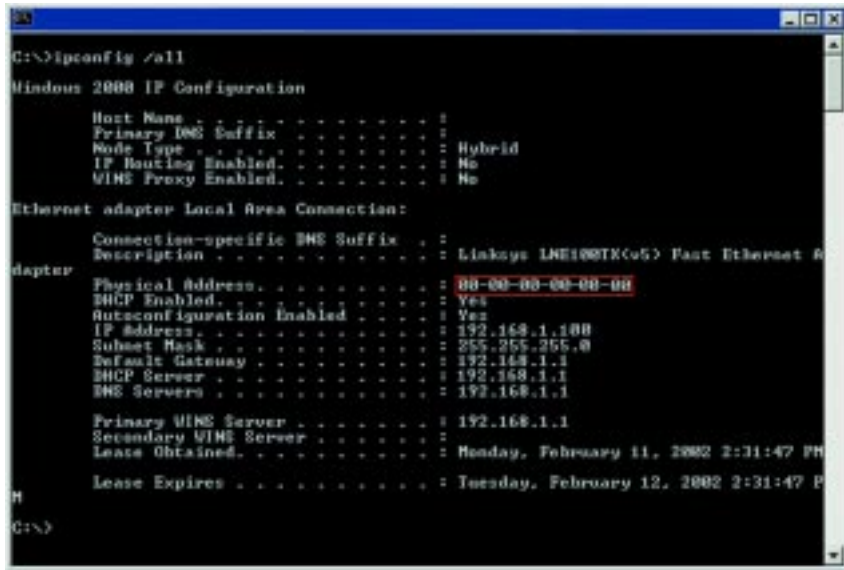 C:\>ipconfig /all
Windows 2000 IP Configuration
Host Name . . . . . . . . . . . . :
Primary DNS Suffix . . . . . . . :
Node Type . . . . . . . . . . . . : Hybrid
IP Routing Enabled. . . . . . . . : No
WINS Proxy Enabled. . . . . . . . : No
Ethernet adapter Local Area Connection:
Connection-specific DNS Suffix . :
Description . . . . . . . . . . . : Linksys LNE100TX(v5) Fast Ethernet A
dapter
Physical Address. . . . . . . . . : 00-00-00-00-00-00
DHCP Enabled. . . . . . . . . . . : Yes
Autoconfiguration Enabled . . . . : Yes
IP Address. . . . . . . . . . . . : 192.168.1.100
Subnet Mask . . . . . . . . . . . : 255.255.255.0
Default Gateway . . . . . . . . . : 192.168.1.1
DHCP Server . . . . . . . . . . . : 192.168.1.1
DNS Servers . . . . . . . . . . . : 192.168.1.1
Primary WINS Server . . . . . . . : 192.168.1.1
Secondary WINS Server . . . . . . :
Lease Obtained. . . . . . . . . . : Monday, February 11, 2002 2:31:47 PM
Lease Expires . . . . . . . . . . : Tuesday, February 12, 2002 2:31:47 P
M
C:\>